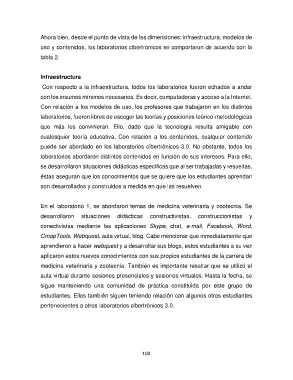 Ahora bien, desde el punto de vista de las dimensiones: infraestructura, modelos de
uso y contenidos, los laboratorios cibertrónicos se comportaron de acuerdo con la
tabla 2.
Infraestructura
Con respecto a la infraestructura, todos los laboratorios fueron echados a andar
con los insumos mínimos necesarios. Es decir, computadoras y acceso a la Internet.
Con relación a los modelos de uso, los profesores que trabajaron en los distintos
laboratorios, fueron libres de escoger las teorías y posiciones teórico-metodológicas
que más les convinieran. Ello, dado que la tecnología resulta amigable con
cualesquier teoría educativa. Con relación a los contenidos, cualquier contenido
puede ser abordado en los laboratorios cibertrónicos 3.0. No obstante, todos los
laboratorios abordaron distintos contenidos en función de sus intereses. Para ello,
se desarrollaron situaciones didácticas específicas que al ser trabajadas y resueltas,
éstas aseguran que los conocimientos que se quiere que los estudiantes aprendan
son desarrollados y construidos a medida en que las resuelven.
En el laboratorio 1, se abordaron temas de medicina veterinaria y zootecnia. Se
desarrollaron situaciones didácticas constructivistas, construccionistas y
conectivistas mediante las aplicaciones Skype, chat, e-mail, Facebook, Word,
CmapTools, Webquest, aula virtual, blog. Cabe mencionar que inmediatamente que
aprendieron a hacer webquest y a desarrollar sus blogs, estos estudiantes a su vez
aplicaron estos nuevos conocimientos con sus propios estudiantes de la carrera de
medicina veterinaria y zootecnia. También es importante resaltar que se utilizó el
aula virtual durante sesiones presenciales y sesiones virtuales. Hasta la fecha, se
sigue manteniendo una comunidad de práctica constituida por este grupo de
estudiantes. Ellos también siguen teniendo relación con algunos otros estudiantes
pertenecientes a otros laboratorios cibertrónicos 3.0.